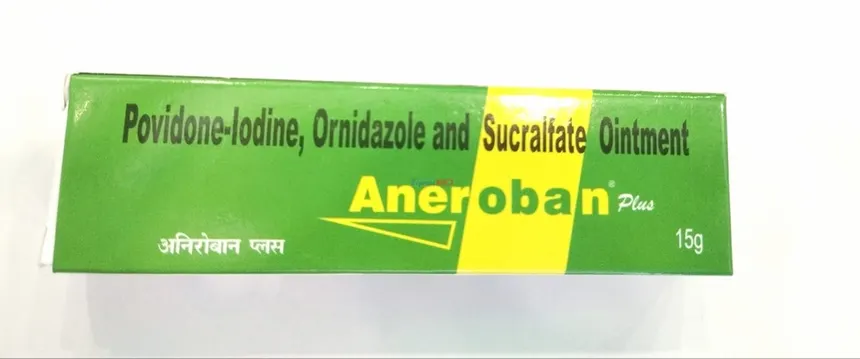 Povidone-Iodine, Ornidazole and Sucralfate Ointment
Aneroban® Plus
अनिरोबान प्लस
15g